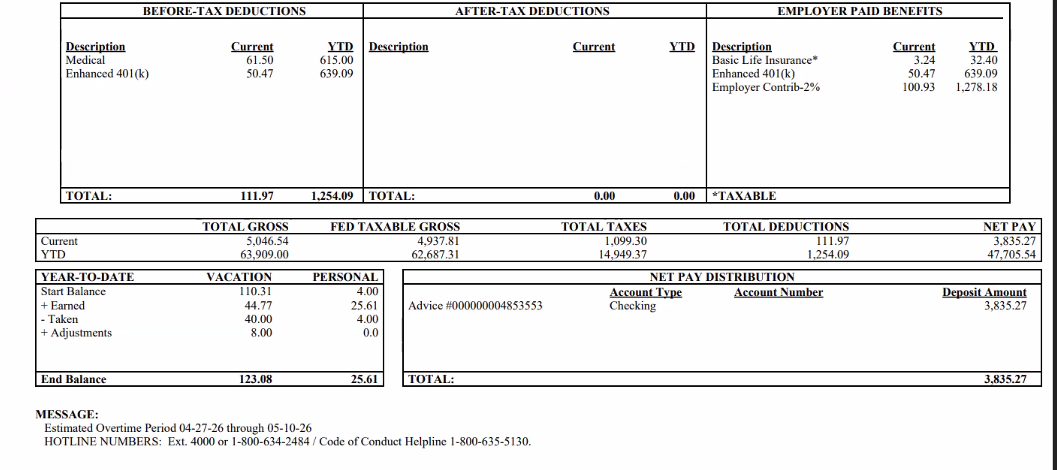 BEFORE-TAX DEDUCTIONS AFTER-TAX DEDUCTIONS EMPLOYER PAID BENEFITS
Description Current YTD Description Current YTD Description Current YTD
Medical 61.50 615.00 Basic Life Insurance* 3.24 32.40
Enhanced 401(k) 50.47 639.09 Enhanced 401(k) 50.47 639.09
Employer Contrib-2% 100.93 1,278.18
TOTAL: 111.97 1,254.09 TOTAL: 0.00 0.00 *TAXABLE
TOTAL GROSS FED TAXABLE GROSS TOTAL TAXES TOTAL DEDUCTIONS NET PAY
Current 5,046.54 4,937.81 1,099.30 111.97 3,835.27
YTD 63,909.00 62,687.31 14,949.37 1,254.09 47,705.54
YEAR-TO-DATE VACATION PERSONAL NET PAY DISTRIBUTION
Start Balance 110.31 4.00 Account Type Account Number Deposit Amount
+ Earned 44.77 25.61 Advice #000000004853553 Checking 3,835.27
- Taken 40.00 4.00
+ Adjustments 8.00 0.0
End Balance 123.08 25.61 TOTAL: 3,835.27
MESSAGE:
Estimated Overtime Period 04-27-26 through 05-10-26
HOTLINE NUMBERS: Ext. 4000 or 1-800-634-2484 / Code of Conduct Helpline 1-800-635-5130.